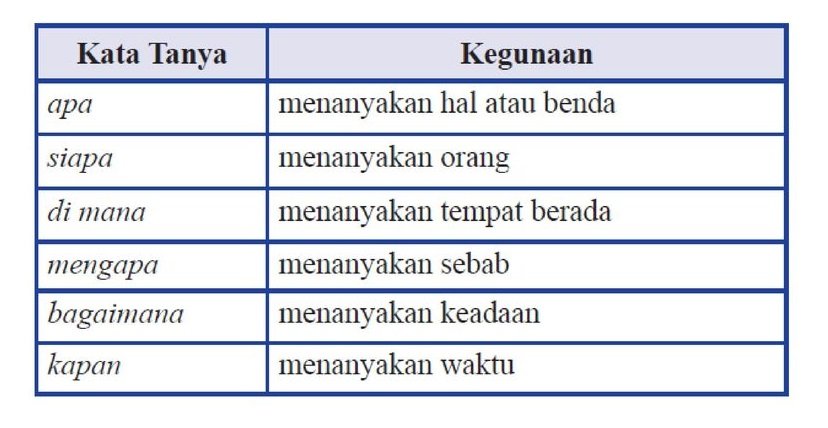 Kata Tanya Kegunaan
apa menanyakan hal atau benda
siapa menanyakan orang
di mana menanyakan tempat berada
mengapa menanyakan sebab
bagaimana menanyakan keadaan
kapan menanyakan waktu